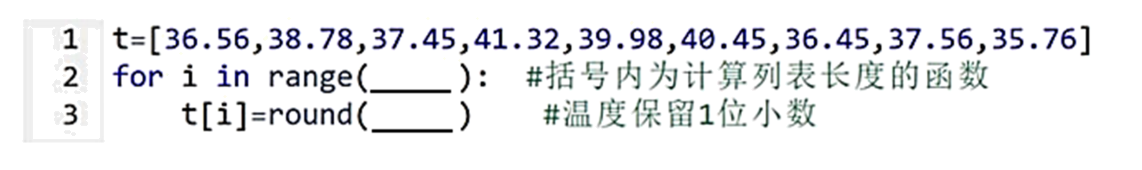 1 t=[36.56,38.78,37.45,41.32,39.98,40.45,36.45,37.56,35.76]
2 for i in range(_____): #括号内为计算列表长度的函数
3 t[i]=round(_____) #温度保留1位小数